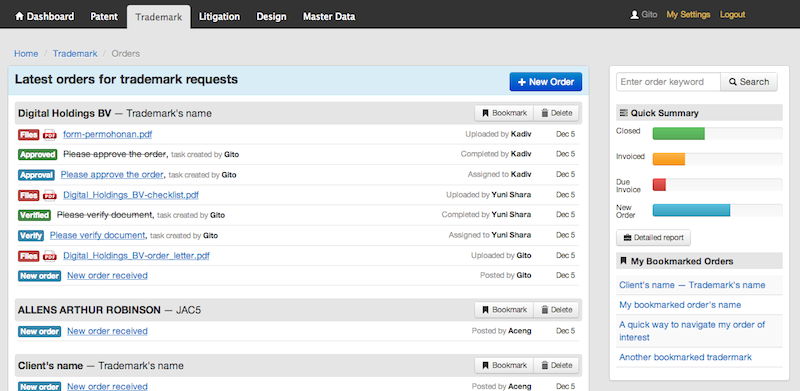 Dashboard Patent Trademark Litigation Design Master Data Gito My Settings Logout
Home / Trademark / Orders
Latest orders for trademark requests
+ New Order
Digital Holdings BV — Trademark's name Bookmark Delete
Files PDF form-permohonan.pdf Uploaded by Kadiv Dec 5
Approved Please approve the order, task created by Gito Completed by Kadiv Dec 5
Approval Please approve the order, task created by Gito Assigned to Kadiv Dec 5
Files PDF Digital_Holdings_BV-checklist.pdf Uploaded by Yuni Shara Dec 5
Verified Please verify document, task created by Gito Completed by Yuni Shara Dec 5
Verify Please verify document, task created by Gito Assigned to Yuni Shara Dec 5
Files PDF Digital_Holdings_BV-order_letter.pdf Uploaded by Gito Dec 5
New order New order received Posted by Gito Dec 5
ALLENS ARTHUR ROBINSON — JAC5 Bookmark Delete
New order New order received Posted by Aceng Dec 5
Client's name — Trademark's name Bookmark Delete
New order New order received Posted by Aceng Dec 5
Enter order keyword Search
Quick Summary
Closed
Invoiced
Due
Invoice
New
Order
Detailed report
My Bookmarked Orders
Client's name — Trademark's name
My bookmarked order's name
A quick way to navigate my order of
interest
Another bookmarked tradermark